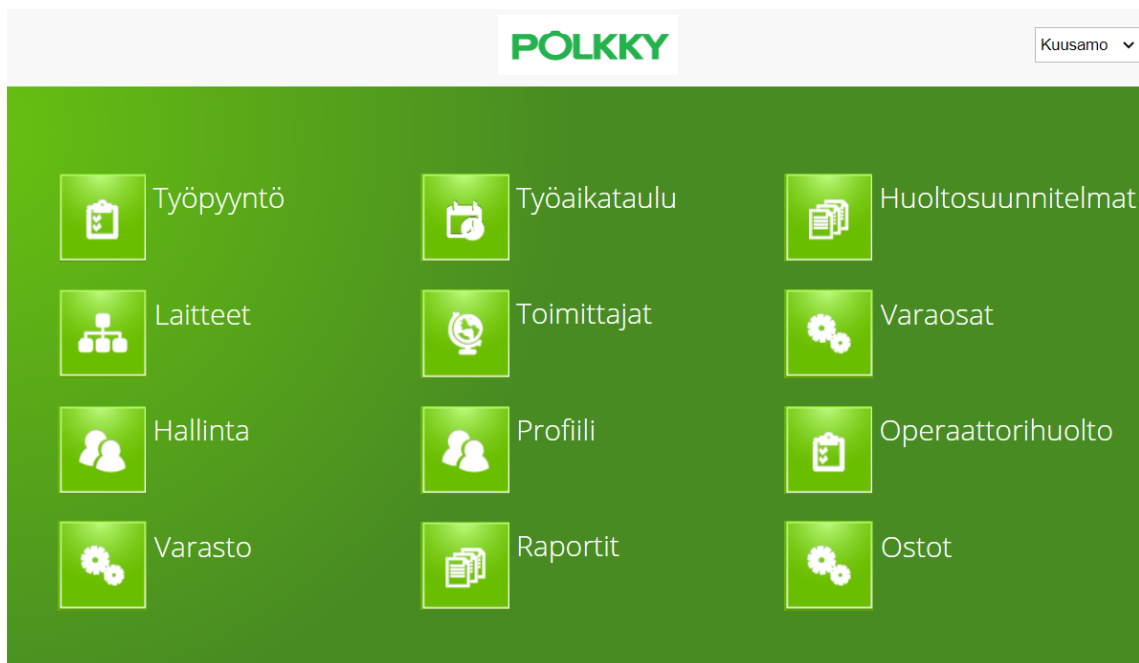 PÖLKKY
Kuusamo
Työpyyntö
Työaikataulu
Huoltosuunnitelmat
Laitteet
Toimittajat
Varaosat
Hallinta
Profiili
Operaattorihuolto
Varasto
Raportit
Ostot